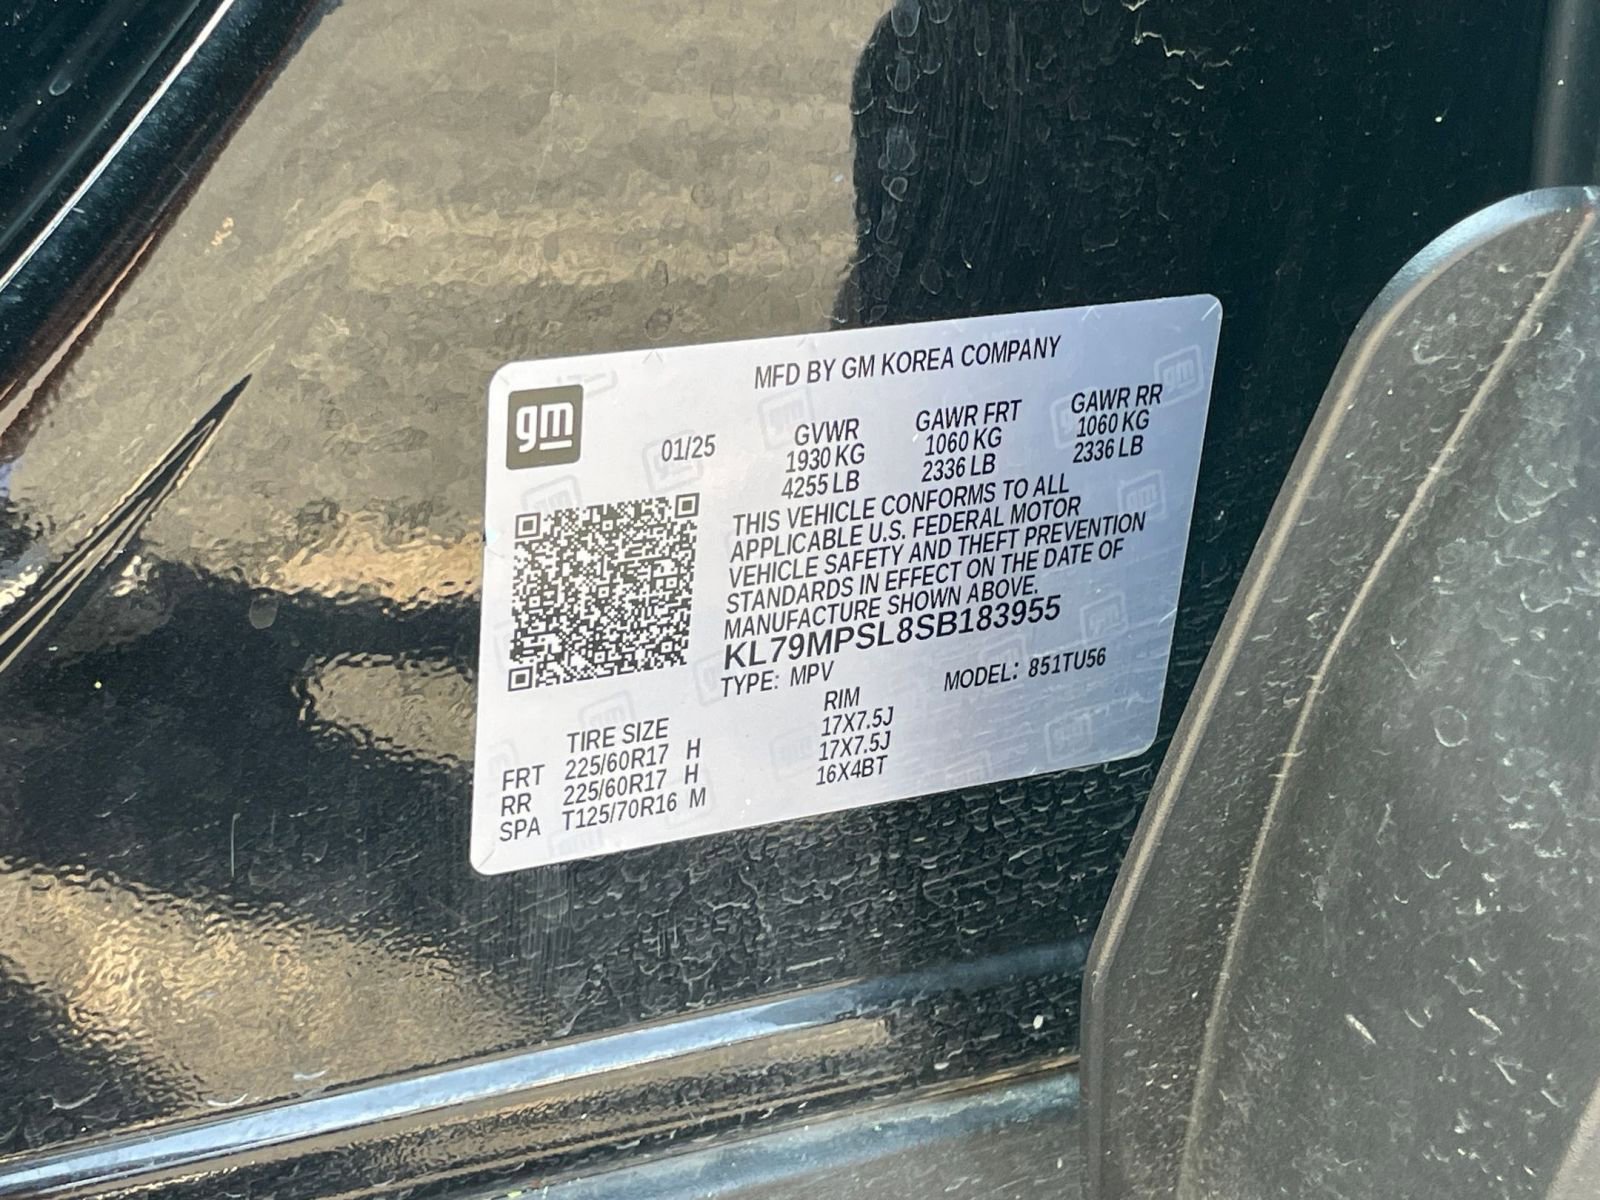 MFD BY GM KOREA COMPANY
gm
01/25
GVWR GAWR FRT GAWR RR
1930 KG 1060 KG 1060 KG
4255 LB 2336 LB 2336 LB
THIS VEHICLE CONFORMS TO ALL
APPLICABLE U.S. FEDERAL MOTOR
VEHICLE SAFETY AND THEFT PREVENTION
STANDARDS IN EFFECT ON THE DATE OF
MANUFACTURE SHOWN ABOVE.
KL79MPSL8SB183955
TYPE: MPV MODEL: 851TU56
TIRE SIZE RIM
FRT 225/60R17 H 17X7.5J
RR 225/60R17 H 17X7.5J
SPA T125/70R16 M 16X4BT